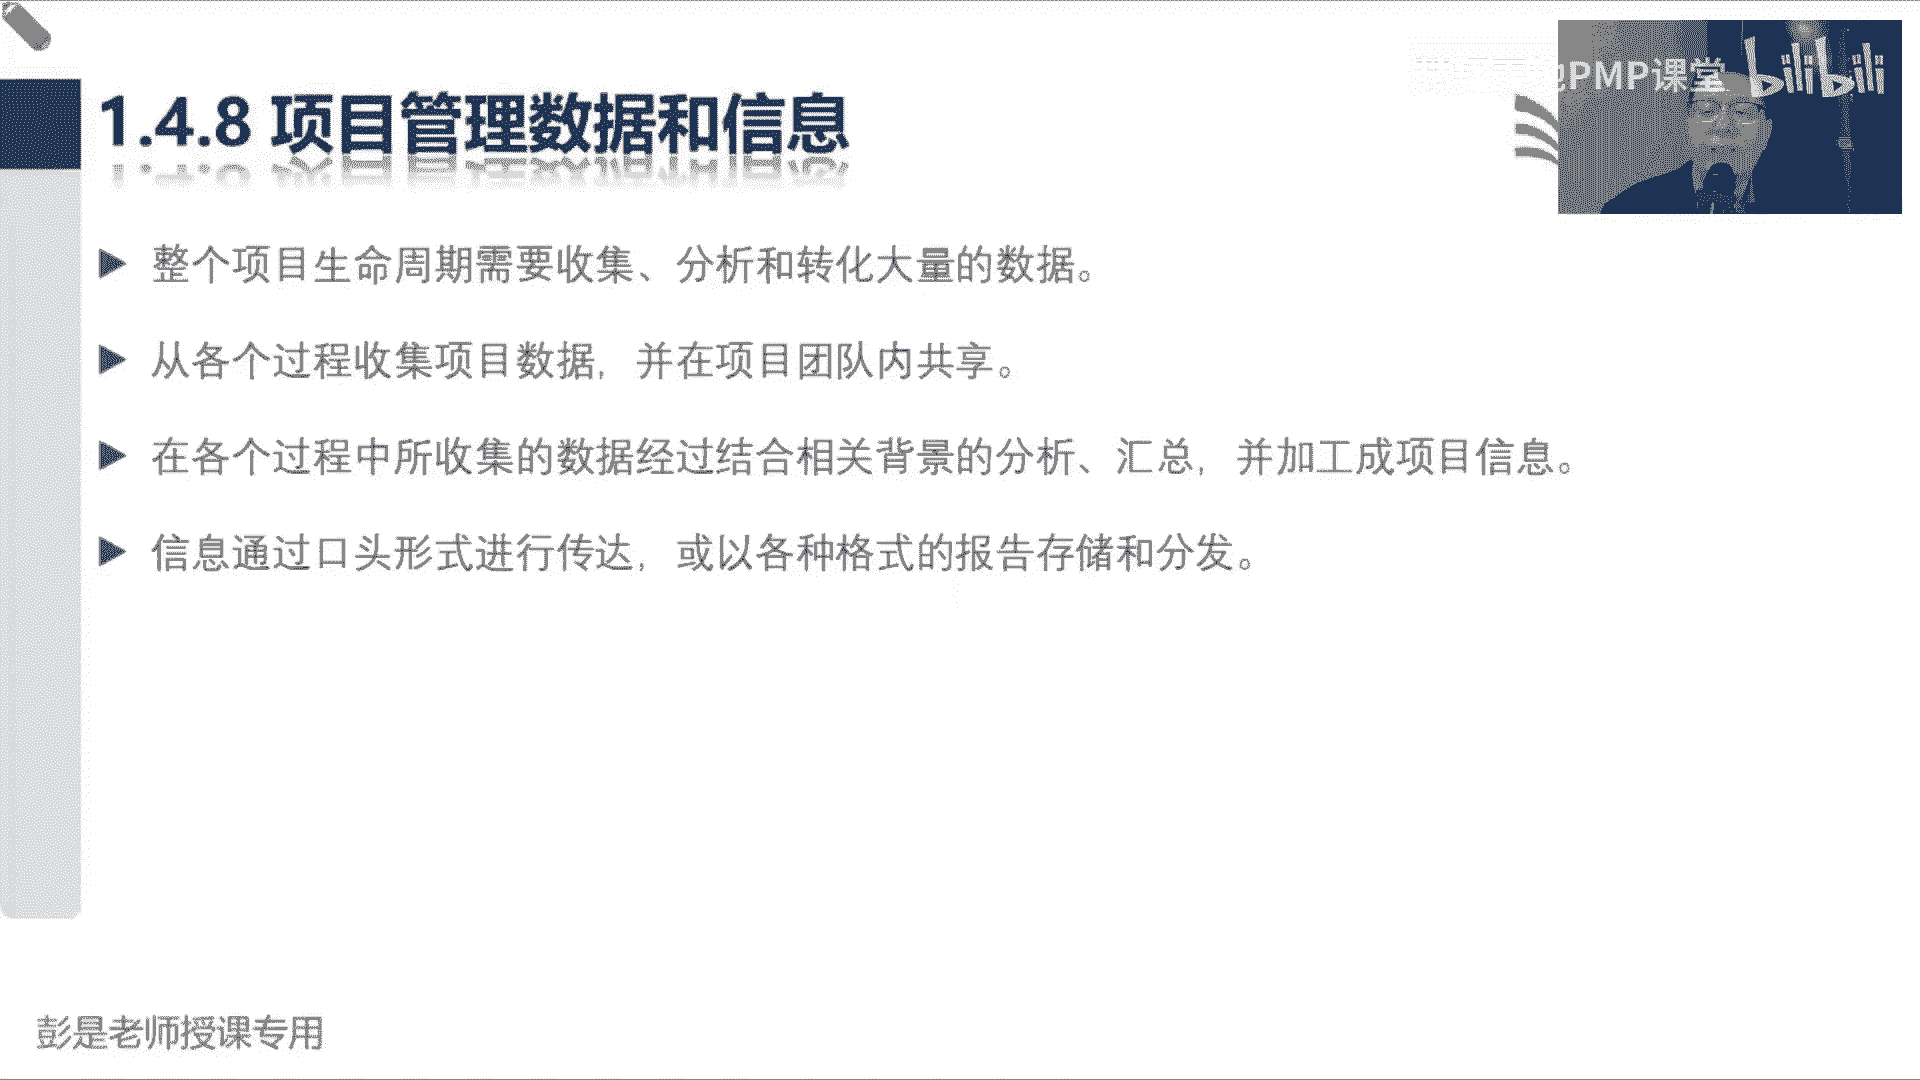 PMP课堂 bilibili
1.4.8 项目管理数据和信息
整个项目生命周期需要收集、分析和转化大量的数据。
从各个过程收集项目数据，并在项目团队内共享。
在各个过程中所收集的数据经过结合相关背景的分析、汇总，并加工成项目信息。
信息通过口头形式进行传达，或以各种格式的报告存储和分发。
彭是老师授课专用